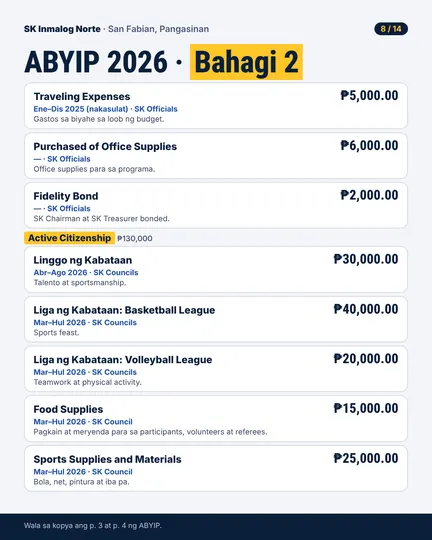 SK Inmalog Norte · San Fabian, Pangasinan
8 / 14
ABYIP 2026 · Bahagi 2
Traveling Expenses
₱5,000.00
Ene–Dis 2025 (nakasulat) · SK Officials
Gastos sa biyahe sa loob ng budget.
Purchased of Office Supplies
₱6,000.00
— · SK Officials
Office supplies para sa programa.
Fidelity Bond
₱2,000.00
— · SK Officials
SK Chairman at SK Treasurer bonded.
Active Citizenship ₱130,000
Linggo ng Kabataan
₱30,000.00
Abr–Ago 2026 · SK Councils
Talento at sportsmanship.
Liga ng Kabataan: Basketball League
₱40,000.00
Mar–Hul 2026 · SK Councils
Sports feast.
Liga ng Kabataan: Volleyball League
₱20,000.00
Mar–Hul 2026 · SK Councils
Teamwork at physical activity.
Food Supplies
₱15,000.00
Mar–Hul 2026 · SK Council
Pagkain at meryenda para sa participants, volunteers at referees.
Sports Supplies and Materials
₱25,000.00
Mar–Hul 2026 · SK Council
Bola, net, pintura at iba pa.
Wala sa kopya ang p. 3 at p. 4 ng ABYIP.